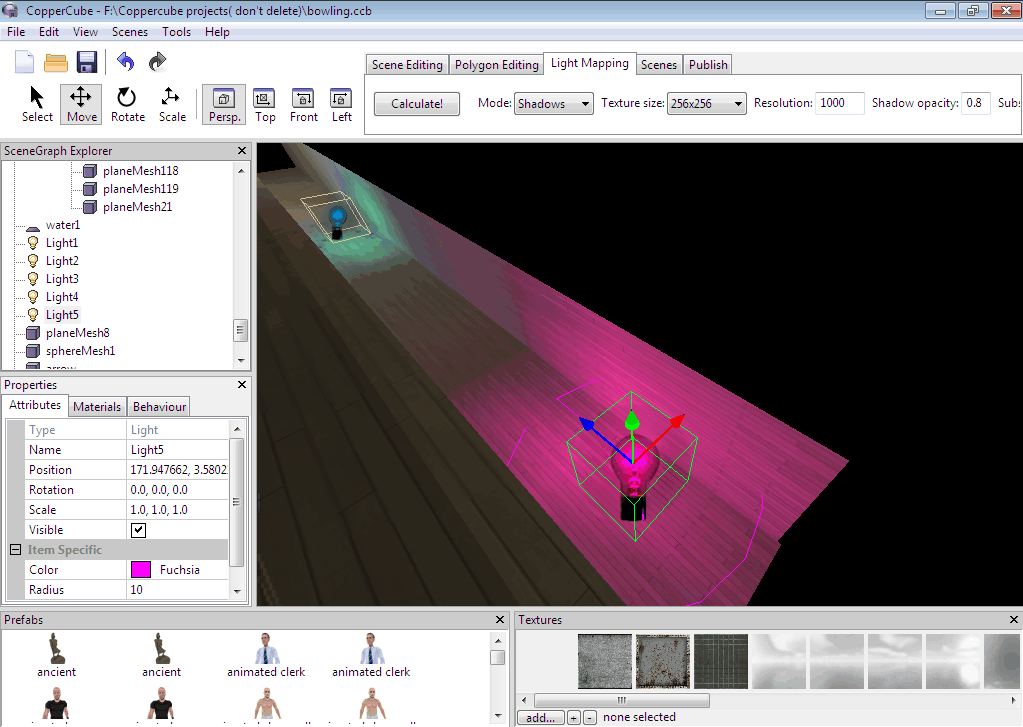 CopperCube - F:\Coppercube projects( don't delete)\bowling.ccb
File Edit View Scenes Tools Help
Scene Editing Polygon Editing Light Mapping Scenes Publish
Calculate! Mode: Shadows Texture size: 256x256 Resolution: 1000 Shadow opacity: 0.8 Subs
Select Move Rotate Scale Persp. Top Front Left
SceneGraph Explorer
planeMesh118
planeMesh119
planeMesh21
water1
Light1
Light2
Light3
Light4
Light5
planeMesh8
sphereMesh1
arrow
Properties
Attributes Materials Behaviour
Type Light
Name Light5
Position 171.947662, 3.5802
Rotation 0.0, 0.0, 0.0
Scale 1.0, 1.0, 1.0
Visible
Item Specific
Color Fuchsia
Radius 10
Prefabs
ancient ancient animated clerk animated clerk
Textures
add... + - none selected